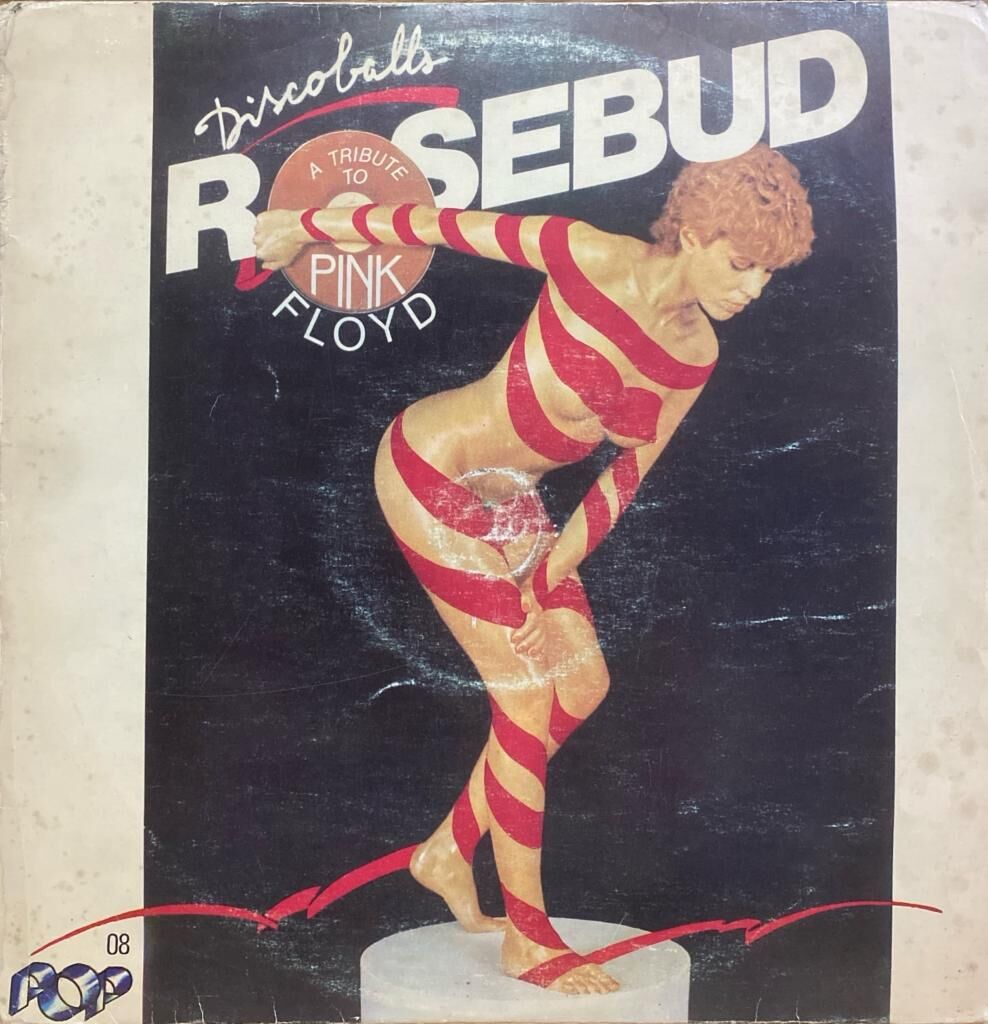 Discoballs
ROSEBUD
A TRIBUTE
TO
PINK
FLOYD
08
POP